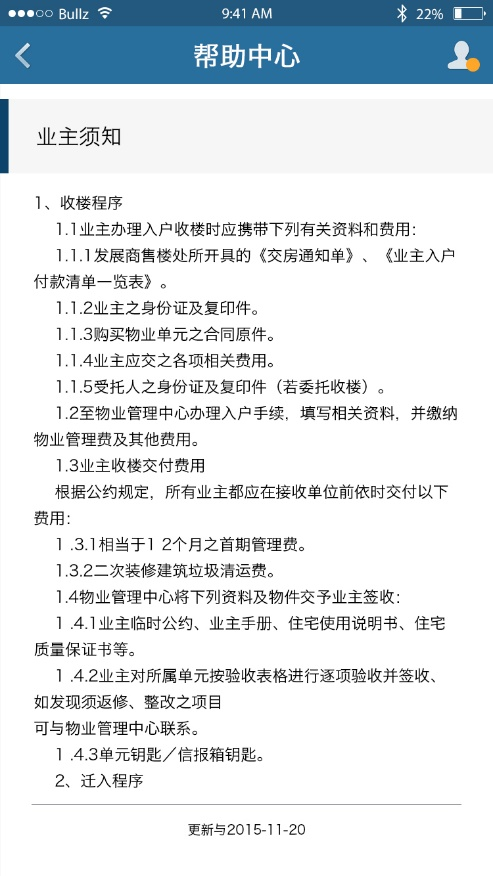 Bullz
9:41 AM
22%
帮助中心
业主须知
1、收楼程序
1.1业主办理入户收楼时应携带下列有关资料和费用：
1.1.1发展商售楼处所开具的《交房通知单》、《业主入户
付款清单一览表》。
1.1.2业主之身份证及复印件。
1.1.3购买物业单元之合同原件。
1.1.4业主应交之各项相关费用。
1.1.5受托人之身份证及复印件（若委托收楼）。
1.2至物业管理中心办理入户手续，填写相关资料，并缴纳
物业管理费及其他费用。
1.3业主收楼交付费用
根据公约规定，所有业主都应在接收单位前依时交付以下
费用：
1 .3.1相当于1 2个月之首期管理费。
1.3.2二次装修建筑垃圾清运费。
1.4物业管理中心将下列资料及物件交予业主签收：
1 .4.1业主临时公约、业主手册、住宅使用说明书、住宅
质量保证书等。
1 .4.2业主对所属单元按验收表格进行逐项验收并签收、
如发现须返修、整改之项目
可与物业管理中心联系。
1 .4.3单元钥匙／信报箱钥匙。
2、迁入程序
更新与2015-11-20